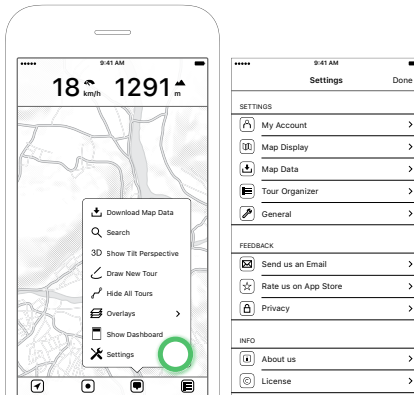 9:41 AM
18 km/h 1291 m
Download Map Data
Search
3D Show Tilt Perspective
Draw New Tour
Hide All Tours
Overlays
Show Dashboard
Settings
9:41 AM
Settings Done
SETTINGS
My Account
Map Display
Map Data
Tour Organizer
General
FEEDBACK
Send us an Email
Rate us on App Store
Privacy
INFO
About us
© License